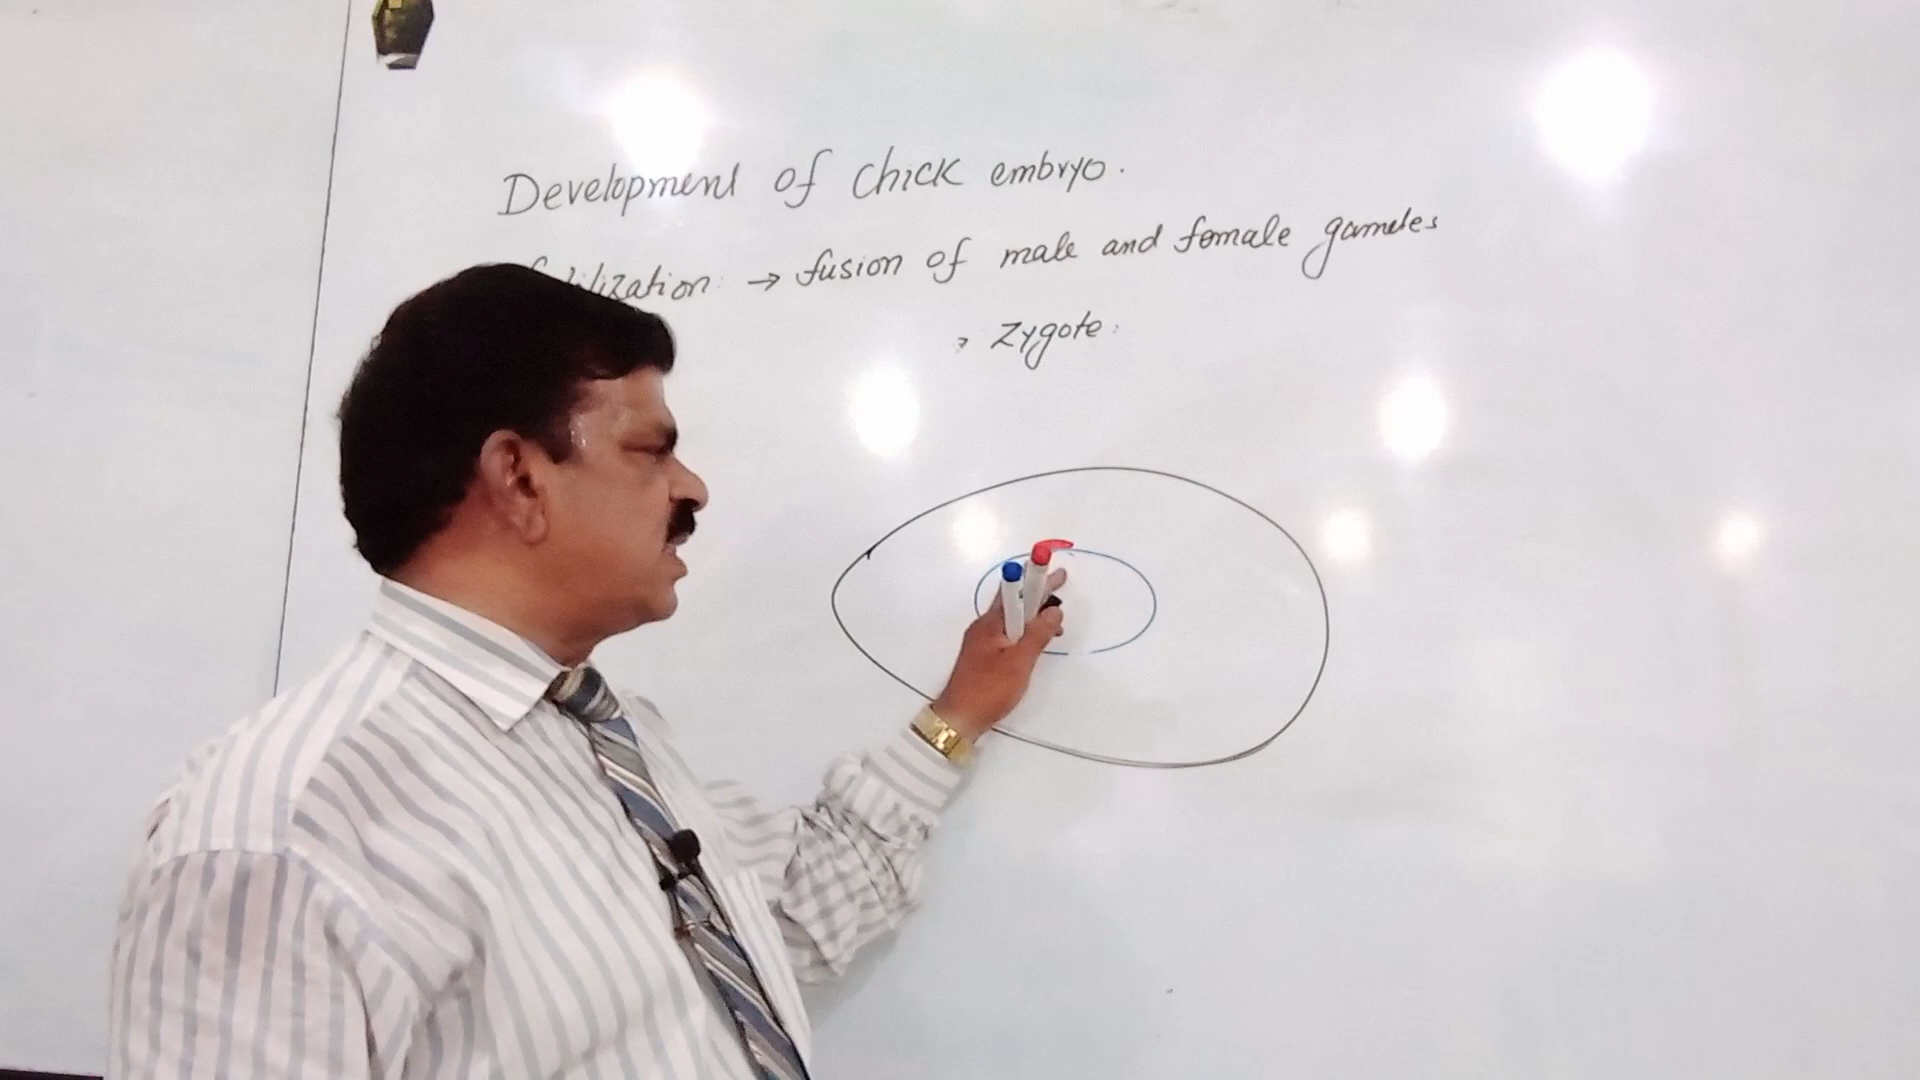 Development of chick embryo.
→ fusion of male and female gametes
Zygote: